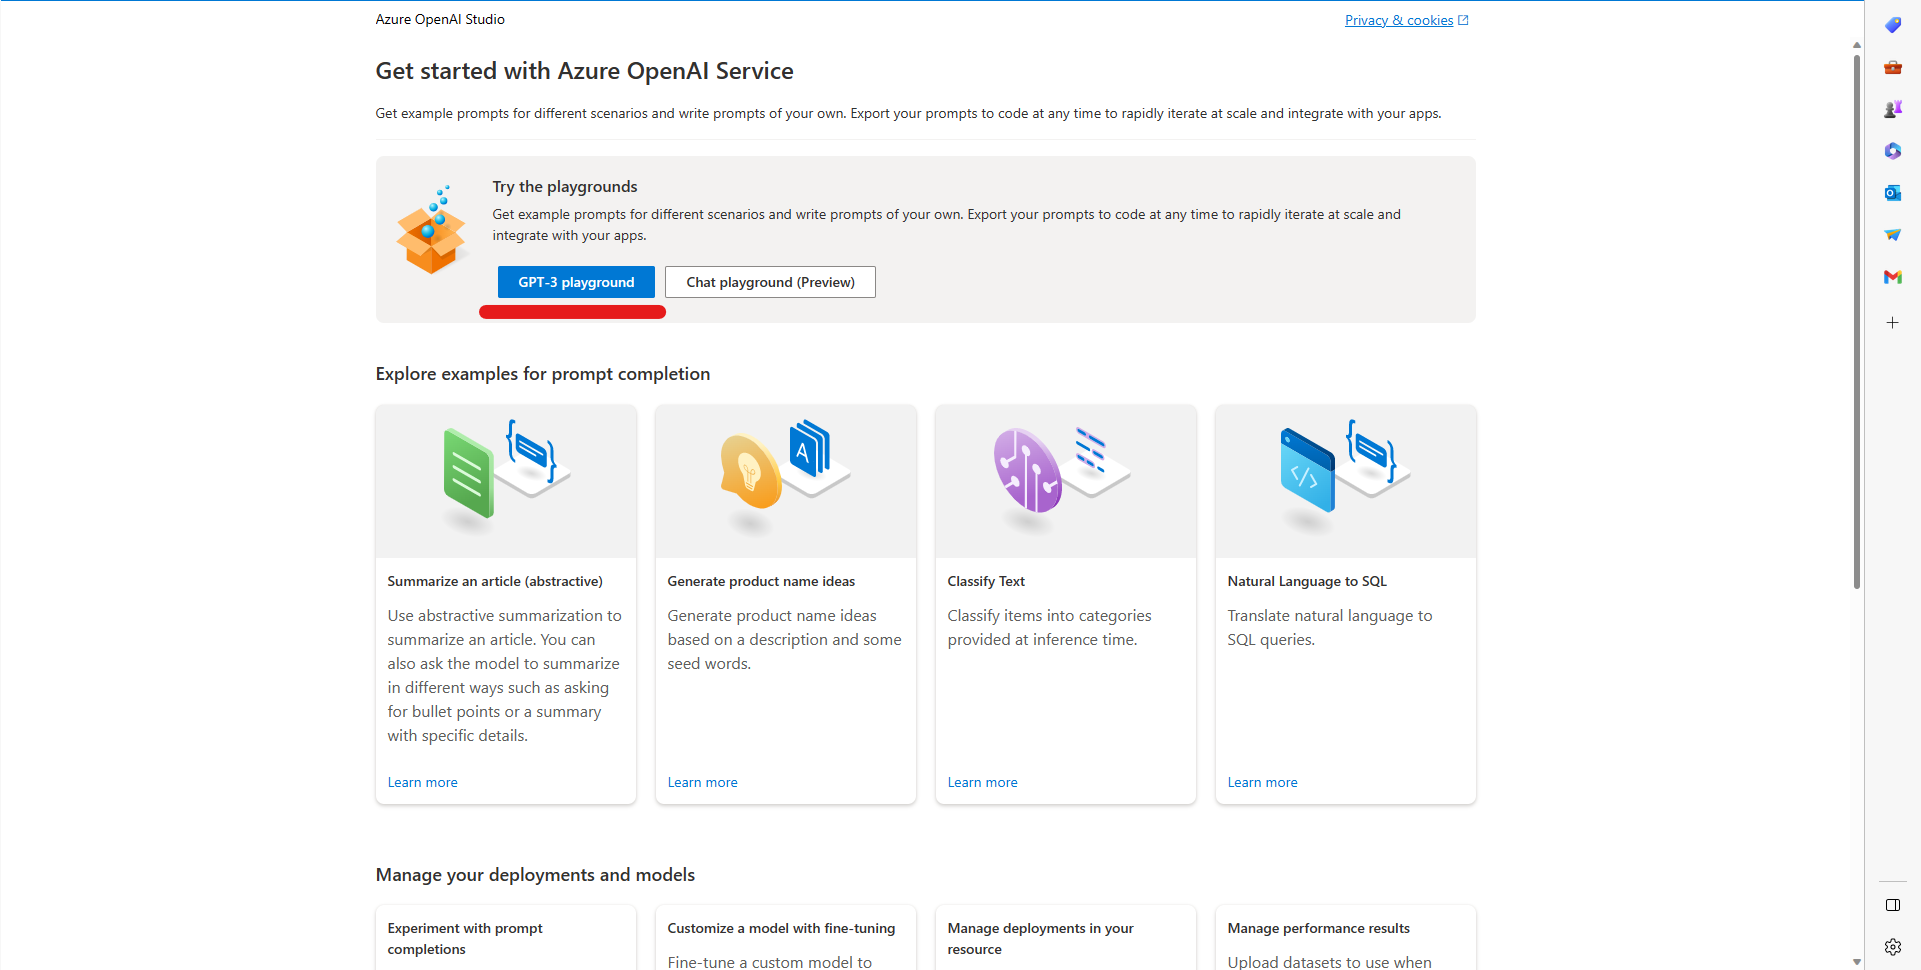 Azure OpenAI Studio
Privacy & cookies
Get started with Azure OpenAI Service
Get example prompts for different scenarios and write prompts of your own. Export your prompts to code at any time to rapidly iterate at scale and integrate with your apps.
Try the playgrounds
Get example prompts for different scenarios and write prompts of your own. Export your prompts to code at any time to rapidly iterate at scale and
integrate with your apps.
GPT-3 playground
Chat playground (Preview)
Explore examples for prompt completion
A
Summarize an article (abstractive)
Use abstractive summarization to
summarize an article. You can
also ask the model to summarize
in different ways such as asking
for bullet points or a summary
with specific details.
Learn more
Generate product name ideas
Generate product name ideas
based on a description and some
seed words.
Learn more
Classify Text
Classify items into categories
provided at inference time.
Learn more
Natural Language to SQL
Translate natural language to
SQL queries.
Learn more
Manage your deployments and models
Experiment with prompt
completions
Customize a model with fine-tuning
Fine-tune a custom model to
Manage deployments in your
resource
Manage performance results
Upload datasets to use when